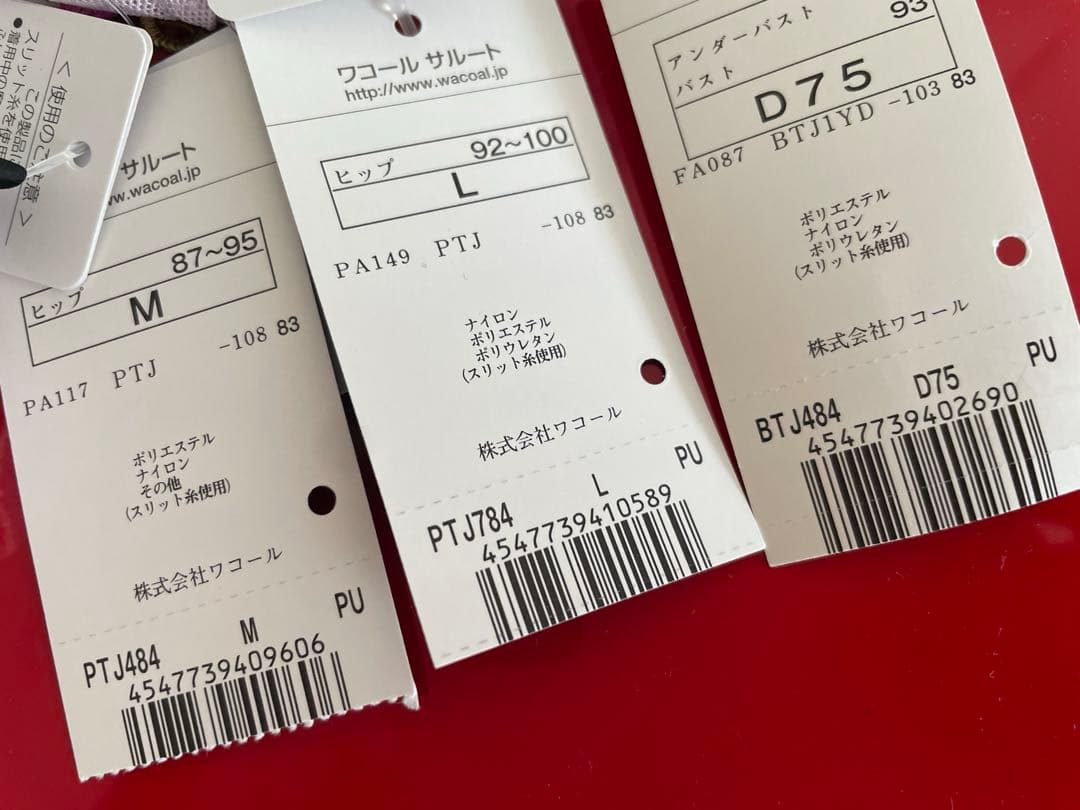 <使用のご注意>
この製品に
スリット糸を使用
着用中の
サルート
ww.wacoal.jp
ヒップ 87~95
M
-108 83
PA117 PTJ
ポリエステル
ナイロン
その他
(スリット糸使用)
株式会社ワコール
PTJ484 M PU
4547739409606
ワコール サルート
http://www.wacoal.jp
ヒップ 92~100
L
PA149 PTJ -108 83
ナイロン
ポリエステル
ポリウレタン
(スリット糸使用)
株式会社ワコール
PTJ784 L PU
4547739410589
アンダーバスト
バスト 93
D75
FA087 BTJ1YD -103 83
ポリエステル
ナイロン
ポリウレタン
(スリット糸使用)
株式会社ワコール
BTJ484 D75 PU
4547739402690